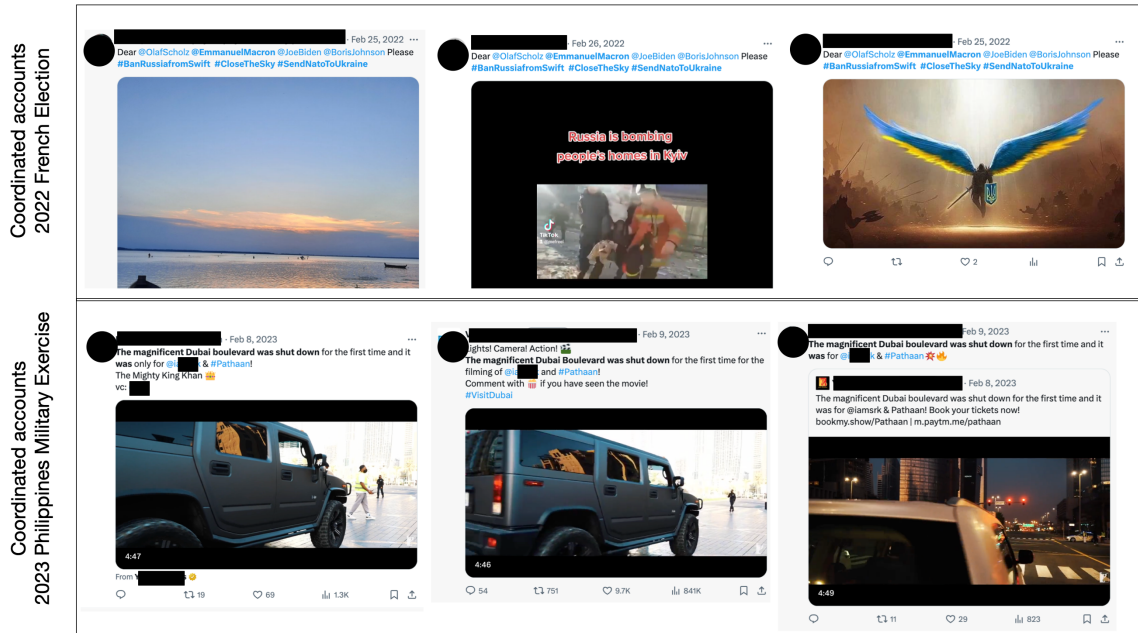 Coordinated accounts
2022 French Election
· Feb 25, 2022 ···
Dear @OlafScholz @EmmanuelMacron @JoeBiden @BorisJohnson Please
#BanRussiafromSwift #CloseTheSky #SendNatoToUkraine
· Feb 26, 2022 ···
Dear @OlafScholz @EmmanuelMacron @JoeBiden @BorisJohnson Please
#BanRussiafromSwift #CloseTheSky #SendNatoToUkraine
Russia is bombing
people's homes in Kyiv
TikTok
· Feb 25, 2022 ···
Dear @OlafScholz @EmmanuelMacron @JoeBiden @BorisJohnson Please
#BanRussiafromSwift #CloseTheSky #SendNatoToUkraine
2
Coordinated accounts
2023 Philippines Military Exercise
· Feb 8, 2023 ···
The magnificent Dubai boulevard was shut down for the first time and it
was only for @ia k & #Pathaan!
The Mighty King Khan 👑
vc:
4:47
From Y s
19 69 1.3K
· Feb 9, 2023 ···
Lights! Camera! Action! 🎬
The magnificent Dubai Boulevard was shut down for the first time for the
filming of @ia k and #Pathaan!
Comment with 🍿 if you have seen the movie!
#VisitDubai
4:46
54 751 9.7K 841K
Feb 9, 2023 ···
The magnificent Dubai boulevard was shut down for the first time and it
was for @i k & #Pathaan 💥🔥
· Feb 8, 2023
The magnificent Dubai boulevard was shut down for the first time and it
was for @iamsrk & Pathaan! Book your tickets now!
bookmy.show/Pathaan | m.paytm.me/pathaan
4:49
11 29 823